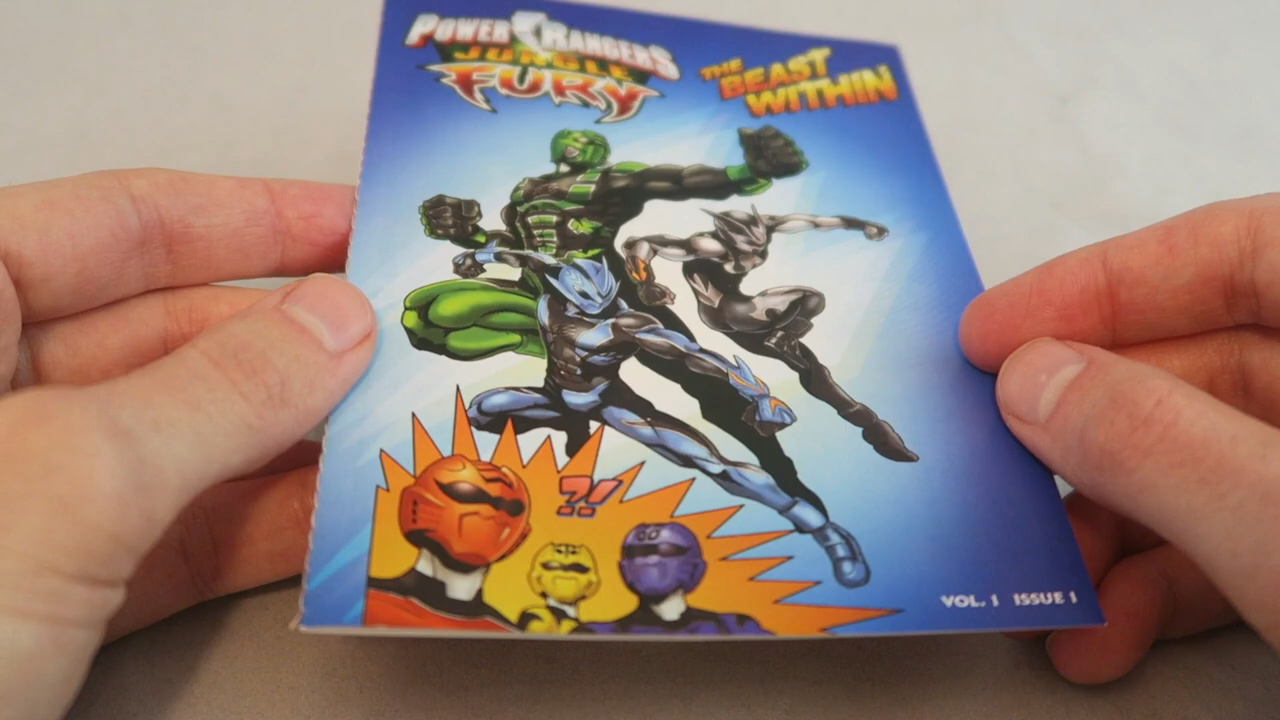 POWER RANGERS
JUNGLE
FURY
THE
BEAST
WITHIN
?!
VOL. 1 ISSUE 1